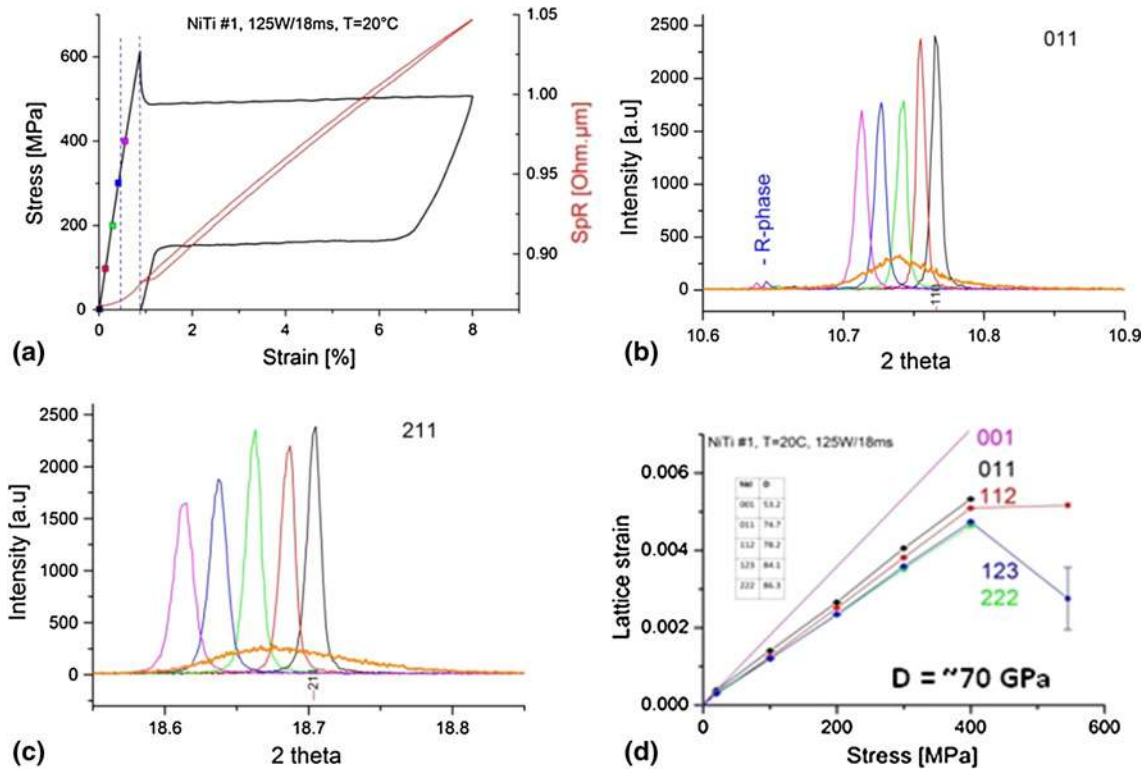 NiTi #1, 125W/18ms, T=20°C
600
400
200
0
Stress [MPa]
1.05
1.00
0.95
0.90
SpR [Ohm.µm]
0
2
4
6
8
Strain [%]
(a)
011
2500
2000
1500
1000
500
0
Intensity [a.u]
R-phase
110
10.6
10.7
10.8
10.9
2 theta
(b)
211
2500
2000
1500
1000
500
0
Intensity [a.u]
18.6
18.7
18.8
2 theta
(c)
NiTi #1, T=20C, 125W/18ms
001
011
112
123
222
hkl D
001 53.2
011 74.7
112 78.2
123 84.1
222 86.3
0.006
0.004
0.002
0.000
Lattice strain
D = ~70 GPa
0
200
400
600
Stress [MPa]
(d)